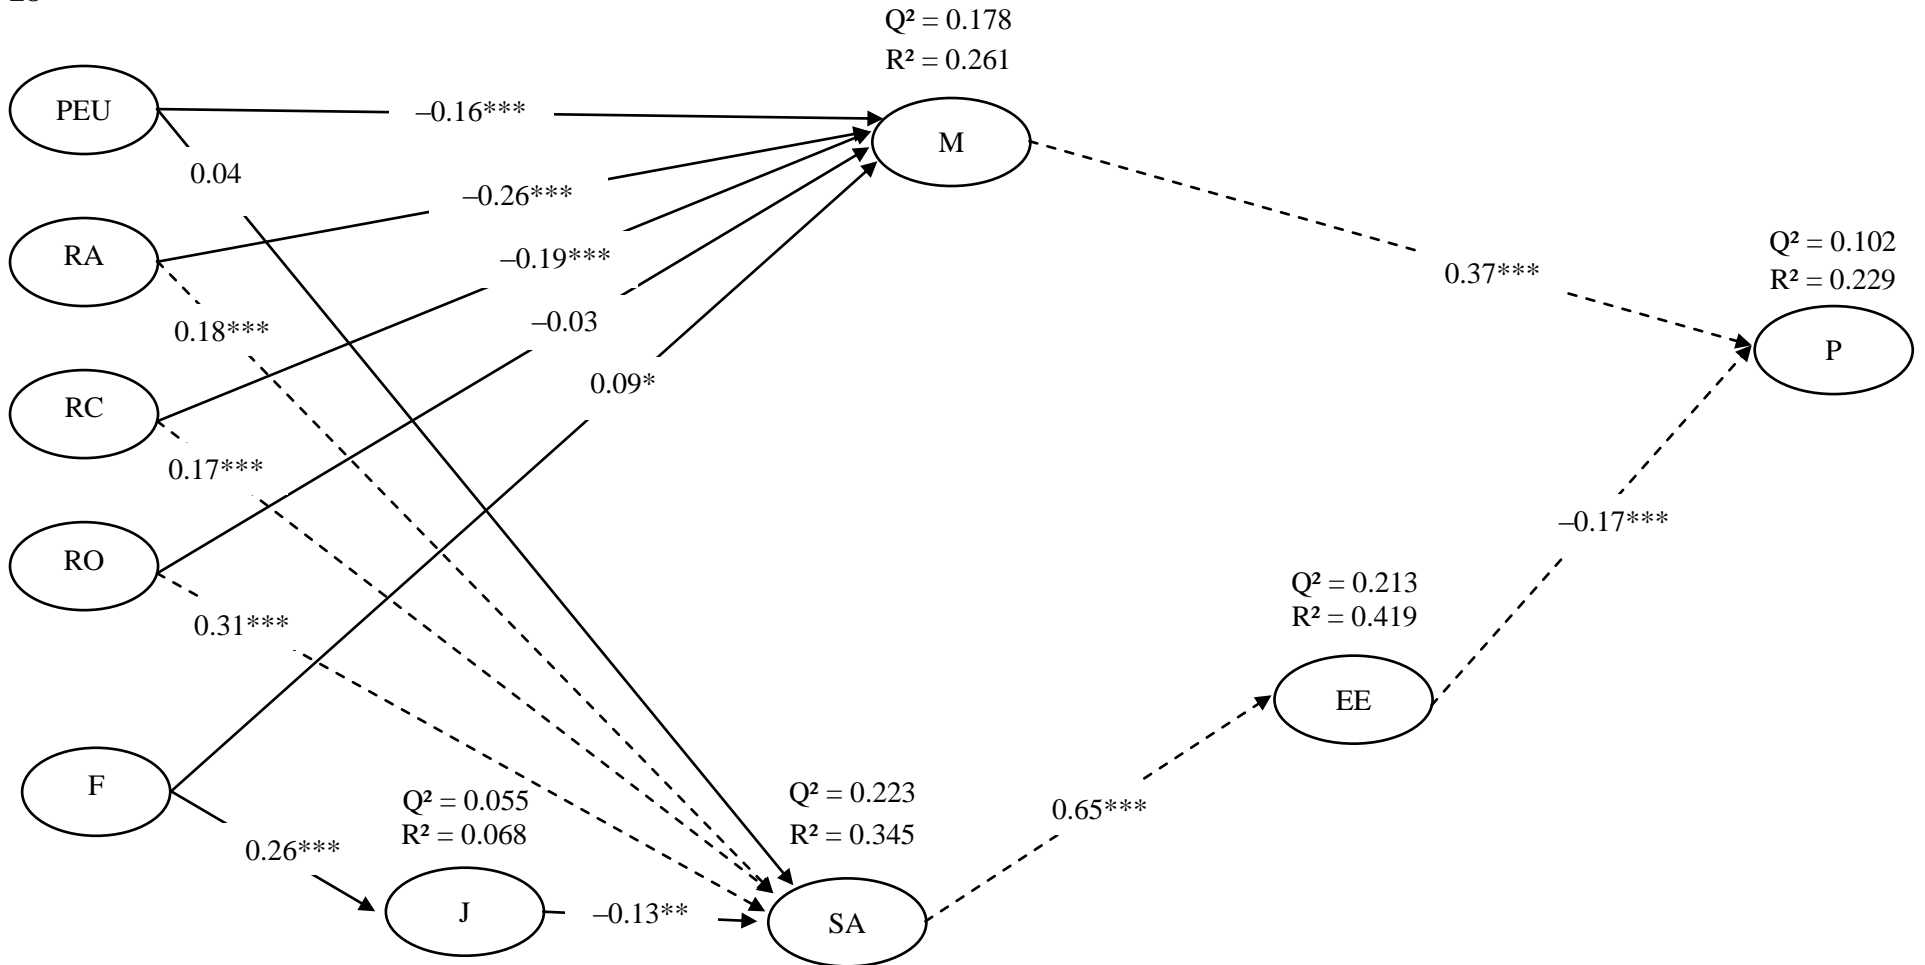 Q² = 0.178
R² = 0.261
PEU
–0.16***
M
0.04
–0.26***
RA
–0.19***
Q² = 0.102
R² = 0.229
0.37***
0.18***
–0.03
P
RC
0.09*
0.17***
–0.17***
RO
0.31***
Q² = 0.213
R² = 0.419
EE
F
Q² = 0.055
R² = 0.068
Q² = 0.223
R² = 0.345
0.65***
0.26***
J
–0.13**
SA